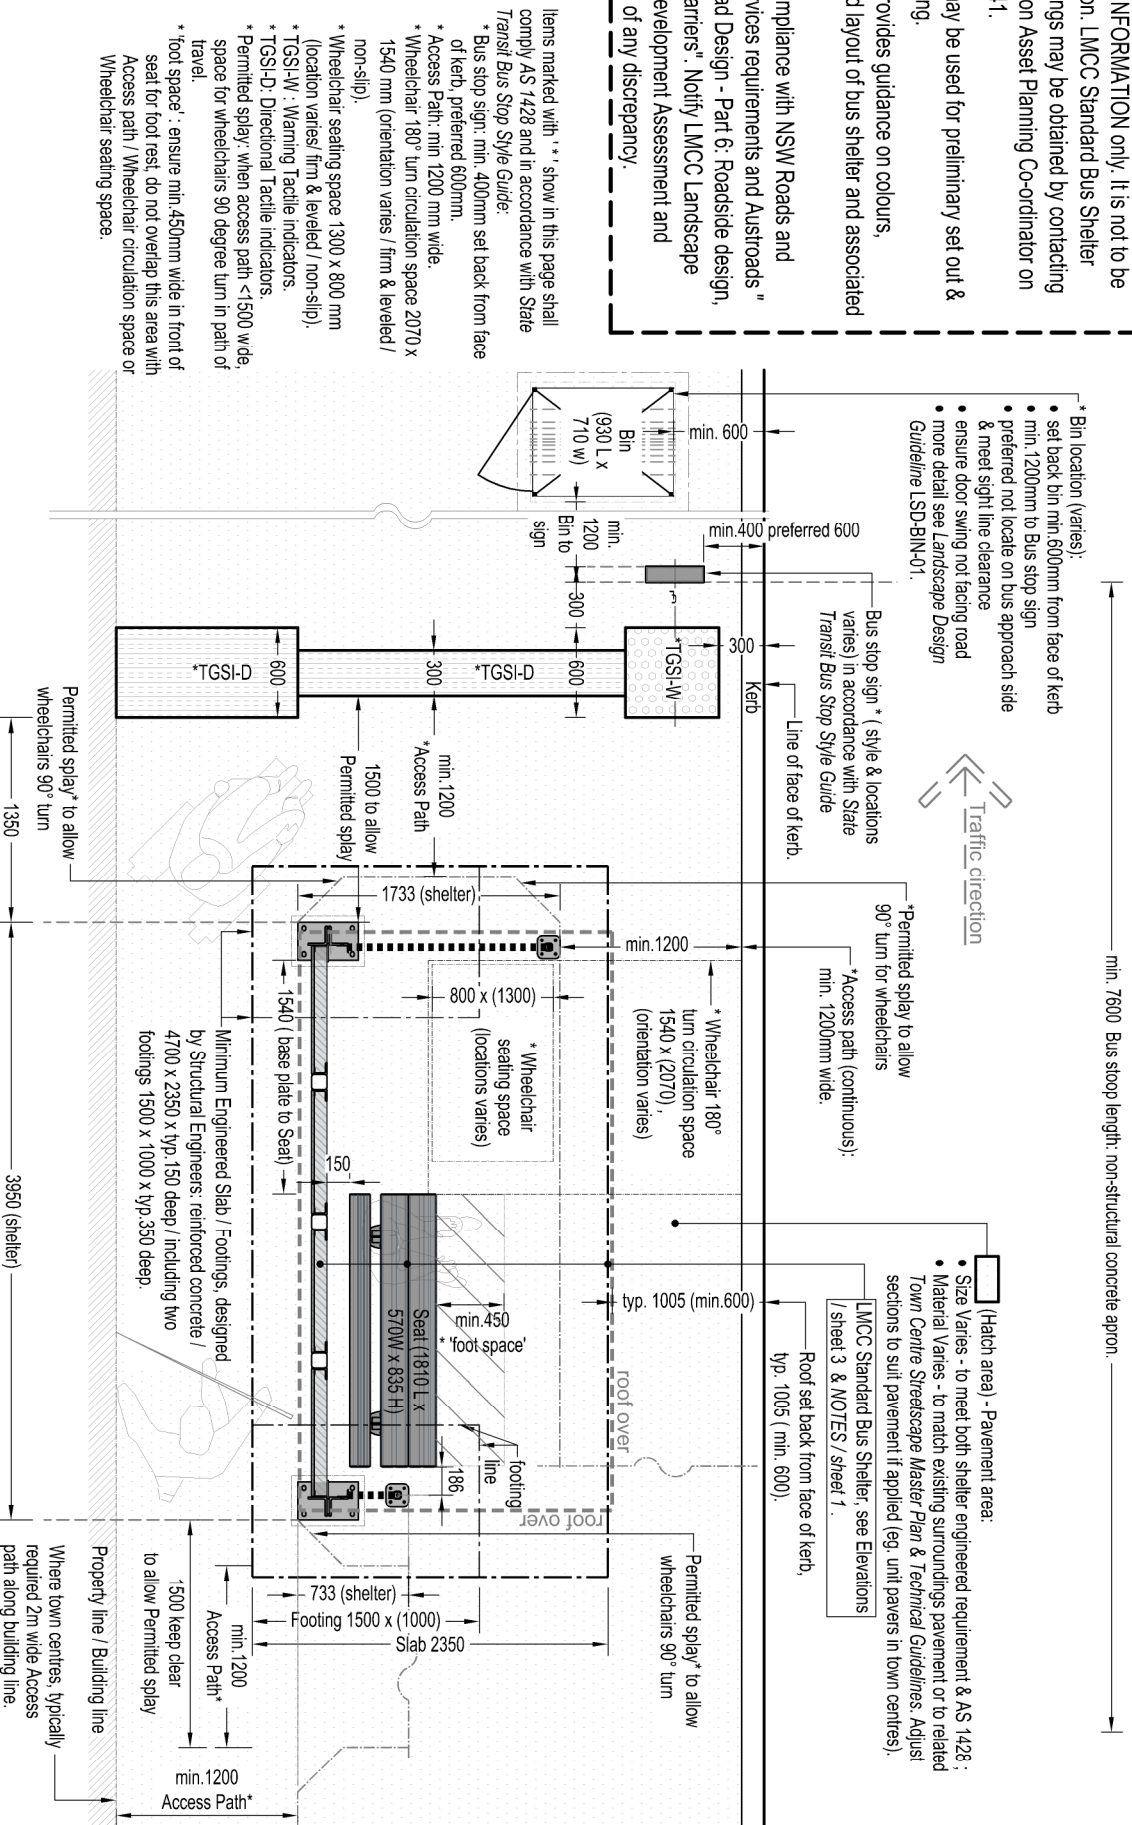 NFORMATION only. It is not to be
on. LMCC Standard Bus Shelter
ngs may be obtained by contacting
on Asset Planning Co-ordinator on
1.
may be used for preliminary set out &
ng.
rovides guidance on colours,
d layout of bus shelter and associated
mpliance with NSW Roads and
vices requirements and Austroads "
ad Design - Part 6: Roadside design,
arriers". Notify LMCC Landscape
evelopment Assessment and
of any discrepancy.
Items marked with ' * ' show in this page shall
comply AS 1428 and in accordance with State
Transit Bus Stop Style Guide:
* Bus stop sign: min. 400mm set back from face
of kerb, preferred 600mm.
* Access Path: min 1200 mm wide.
* Wheelchair 180° turn circulation space 2070 x
1540 mm (orientation varies / firm & leveled /
non-slip).
* Wheelchair seating space 1300 x 800 mm
(location varies/ firm & leveled / non-slip).
* TGSI-W : Warning Tactile indicators.
* TGSI-D: Directional Tactile indicators.
* Permitted splay: when access path <1500 wide,
space for wheelchairs 90 degree turn in path of
travel.
* 'foot space' : ensure min.450mm wide in front of
seat for foot rest, do not overlap this area with
Access path / Wheelchair circulation space or
Wheelchair seating space.
min. 7600 Bus stoop length: non-structural concrete apron.
* Bin location (varies):
• set back bin min.600mm from face of kerb
• min.1200mm to Bus stop sign
• preferred not locate on bus approach side
& meet sight line clearance
• ensure door swing not facing road
• more detail see Landscape Design
Guideline LSD-BIN-01.
Traffic direction
Bus stop sign * ( style & locations
varies) in accordance with State
Transit Bus Stop Style Guide
Line of face of kerb.
Kerb
min. 600
Bin
(930 L x
710 w)
min.
1200
Bin to
sign
min.400 preferred 600
300
300
600
*TGSI-W
*TGSI-D
300
*TGSI-D
600
min.1200
*Access Path
1500 to allow
Permitted splay
Permitted splay* to allow
wheelchairs 90° turn
1350
*Permitted splay to allow
90° turn for wheelchairs
*Access path (continuous):
min. 1200mm wide.
* Wheelchair 180°
turn circulation space
1540 x (2070) ,
(orientation varies)
min.1200
1733 (shelter)
800 x (1300)
* Wheelchair
seating space
(locations varies)
1540 ( base plate to Seat)
150
Minimum Engineered Slab / Footings, designed
by Structural Engineers: reinforced concrete /
4700 x 2350 x typ.150 deep / including two
footings 1500 x 1000 x typ.350 deep.
3950 (shelter)
(Hatch area) - Pavement area:
• Size Varies - to meet both shelter engineered requirement & AS 1428 ;
• Material Varies - to match existing surroundings pavement or to related
Town Centre Streetscape Master Plan & Technical Guidelines. Adjust
sections to suit pavement if applied (eg. unit pavers in town centres).
LMCC Standard Bus Shelter, see Elevations
/ sheet 3 & NOTES / sheet 1 .
Roof set back from face of kerb,
typ. 1005 ( min. 600).
typ. 1005 (min.600)
roof over
min.450
* 'foot space'
Seat (1810 L x
570W x 835 H)
footing
line
186
roof over
Permitted splay* to allow
wheelchairs 90° turn
733 (shelter)
Footing 1500 x (1000)
Slab 2350
min.1200
Access Path*
1500 keep clear
to allow Permitted splay
min.1200
Access Path*
Property line / Building line
Where town centres, typically
required 2m wide Access
path along building line.